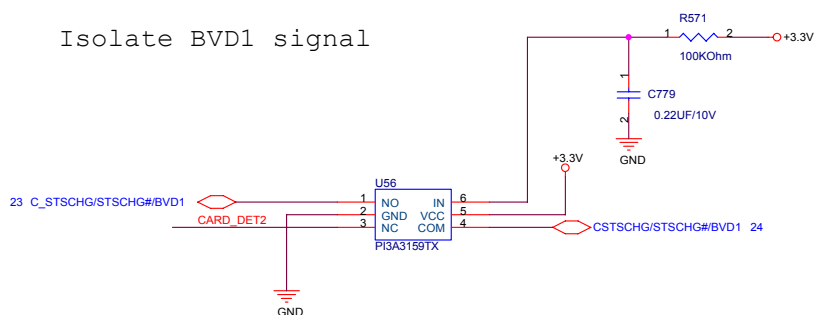 Isolate BVD1 signal
R571
1
2
+3.3V
100KOhm
1
C779
2
0.22UF/10V
GND
+3.3V
U56
23 C_STSCHG/STSCHG#/BVD1
1
NO
IN
6
2
GND
VCC
5
CARD_DET2
3
NC
COM
4
CSTSCHG/STSCHG#/BVD1 24
PI3A3159TX
GND